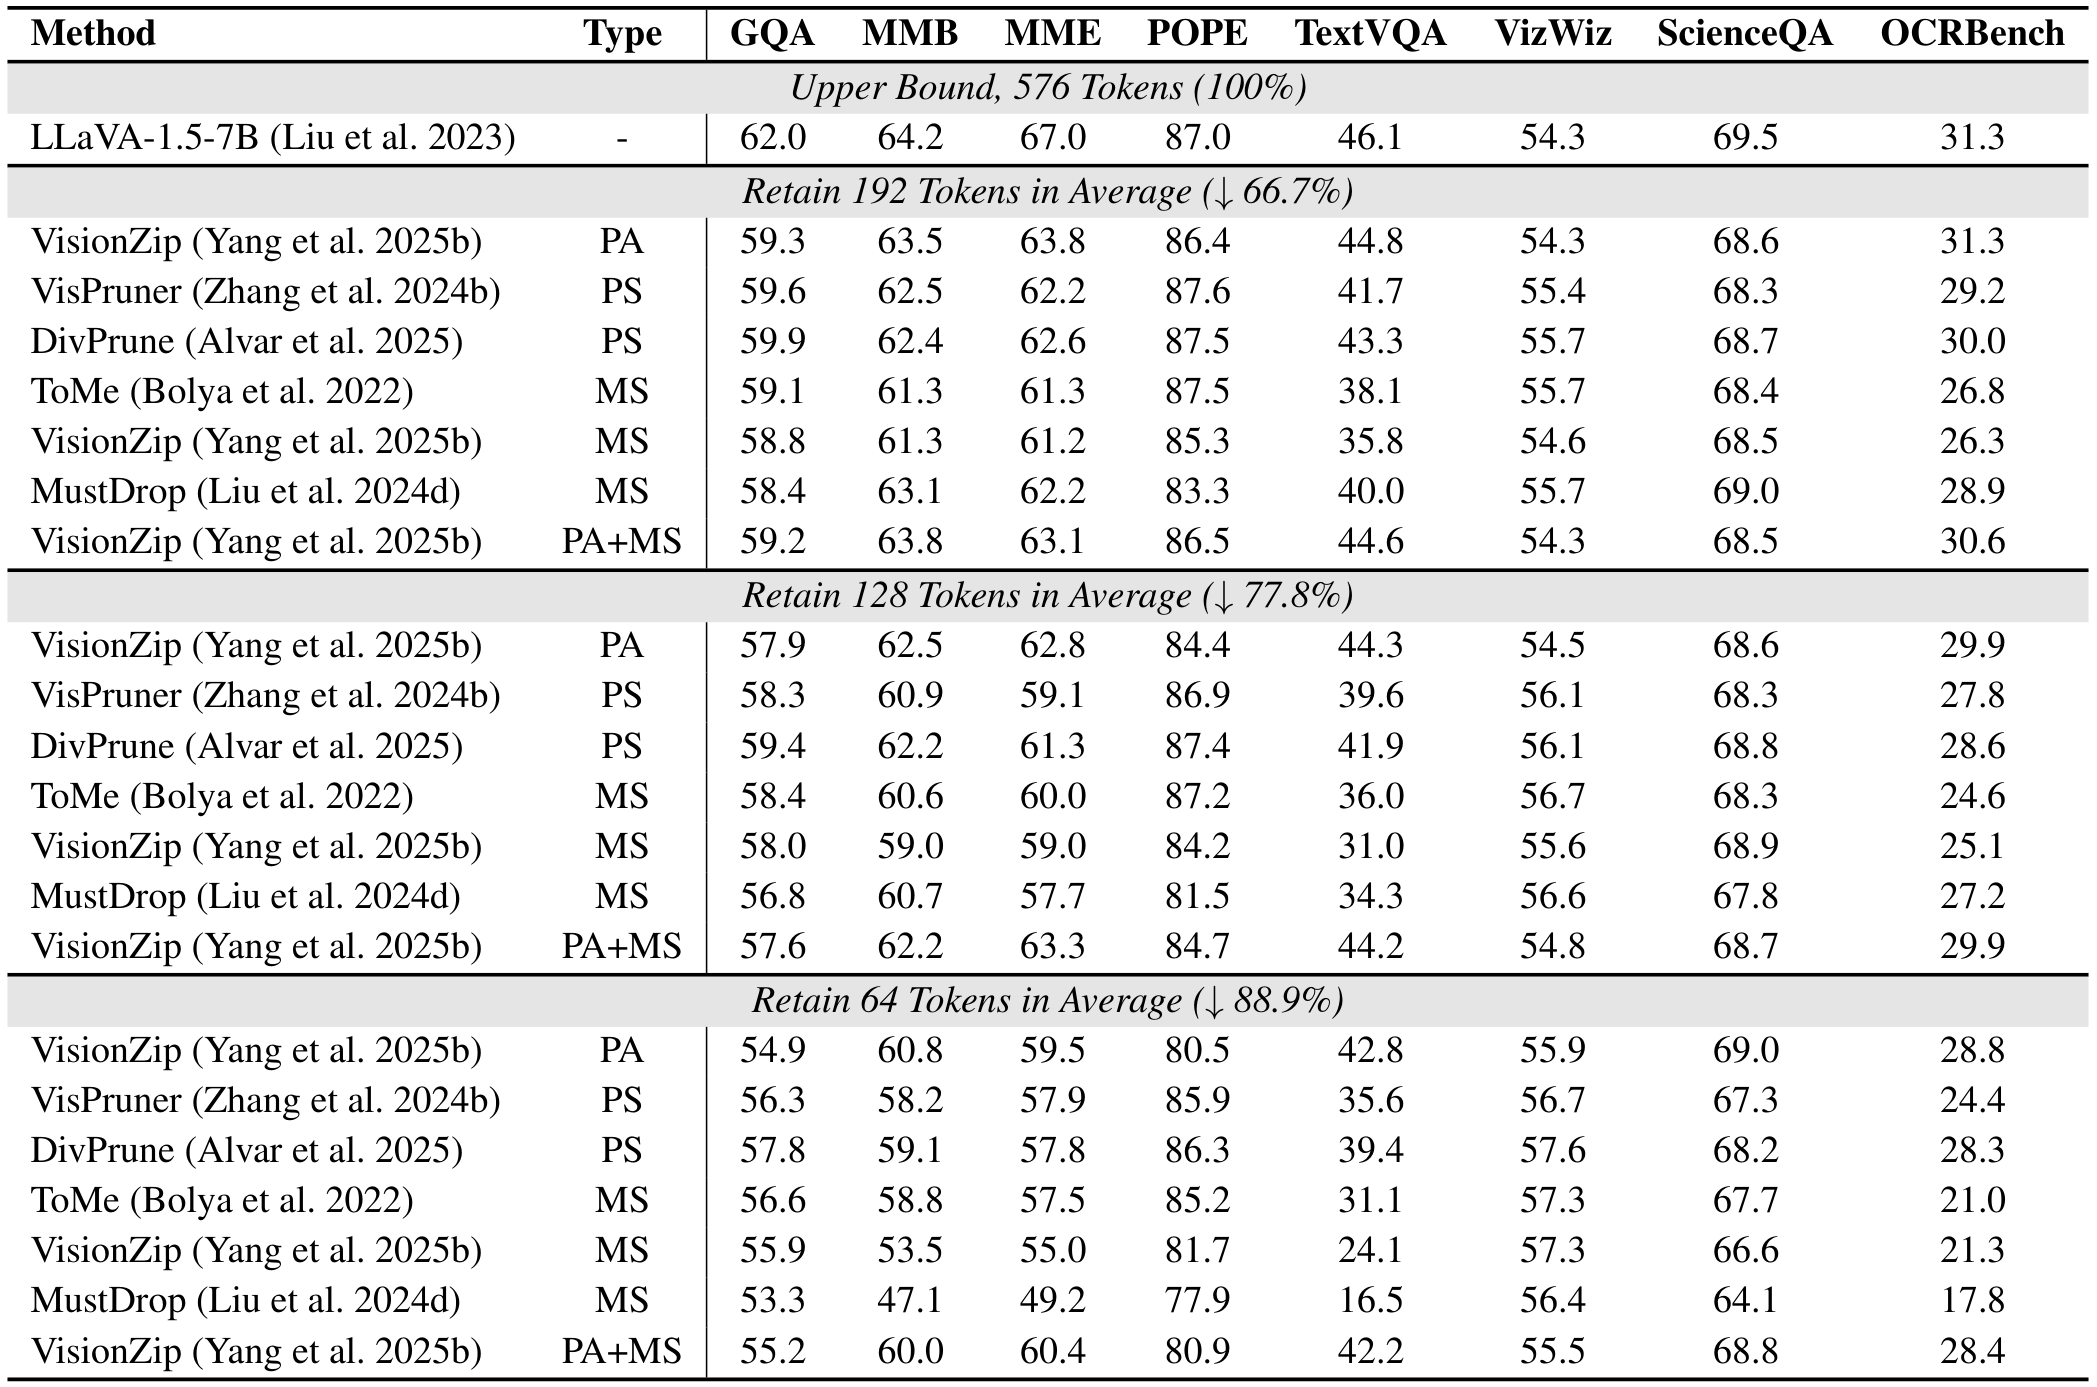 Method Type GQA MMB MME POPE TextVQA VizWiz ScienceQA OCRBench
Upper Bound, 576 Tokens (100%)
LLaVA-1.5-7B (Liu et al. 2023) - 62.0 64.2 67.0 87.0 46.1 54.3 69.5 31.3
Retain 192 Tokens in Average (↓ 66.7%)
VisionZip (Yang et al. 2025b) PA 59.3 63.5 63.8 86.4 44.8 54.3 68.6 31.3
VisPruner (Zhang et al. 2024b) PS 59.6 62.5 62.2 87.6 41.7 55.4 68.3 29.2
DivPrune (Alvar et al. 2025) PS 59.9 62.4 62.6 87.5 43.3 55.7 68.7 30.0
ToMe (Bolya et al. 2022) MS 59.1 61.3 61.3 87.5 38.1 55.7 68.4 26.8
VisionZip (Yang et al. 2025b) MS 58.8 61.3 61.2 85.3 35.8 54.6 68.5 26.3
MustDrop (Liu et al. 2024d) MS 58.4 63.1 62.2 83.3 40.0 55.7 69.0 28.9
VisionZip (Yang et al. 2025b) PA+MS 59.2 63.8 63.1 86.5 44.6 54.3 68.5 30.6
Retain 128 Tokens in Average (↓ 77.8%)
VisionZip (Yang et al. 2025b) PA 57.9 62.5 62.8 84.4 44.3 54.5 68.6 29.9
VisPruner (Zhang et al. 2024b) PS 58.3 60.9 59.1 86.9 39.6 56.1 68.3 27.8
DivPrune (Alvar et al. 2025) PS 59.4 62.2 61.3 87.4 41.9 56.1 68.8 28.6
ToMe (Bolya et al. 2022) MS 58.4 60.6 60.0 87.2 36.0 56.7 68.3 24.6
VisionZip (Yang et al. 2025b) MS 58.0 59.0 59.0 84.2 31.0 55.6 68.9 25.1
MustDrop (Liu et al. 2024d) MS 56.8 60.7 57.7 81.5 34.3 56.6 67.8 27.2
VisionZip (Yang et al. 2025b) PA+MS 57.6 62.2 63.3 84.7 44.2 54.8 68.7 29.9
Retain 64 Tokens in Average (↓ 88.9%)
VisionZip (Yang et al. 2025b) PA 54.9 60.8 59.5 80.5 42.8 55.9 69.0 28.8
VisPruner (Zhang et al. 2024b) PS 56.3 58.2 57.9 85.9 35.6 56.7 67.3 24.4
DivPrune (Alvar et al. 2025) PS 57.8 59.1 57.8 86.3 39.4 57.6 68.2 28.3
ToMe (Bolya et al. 2022) MS 56.6 58.8 57.5 85.2 31.1 57.3 67.7 21.0
VisionZip (Yang et al. 2025b) MS 55.9 53.5 55.0 81.7 24.1 57.3 66.6 21.3
MustDrop (Liu et al. 2024d) MS 53.3 47.1 49.2 77.9 16.5 56.4 64.1 17.8
VisionZip (Yang et al. 2025b) PA+MS 55.2 60.0 60.4 80.9 42.2 55.5 68.8 28.4